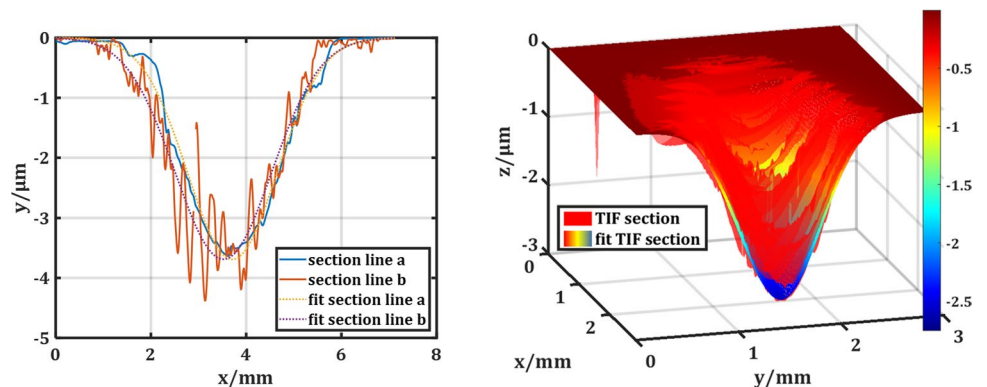 0
-1
-2
-3
-4
-5
y/μm
0
2
4
6
8
x/mm
section line a
section line b
fit section line a
fit section line b
0
-1
-2
-3
z/μm
0
1
2
x/mm
0
1
2
3
y/mm
TIF section
fit TIF section
-0.5
-1
-1.5
-2
-2.5